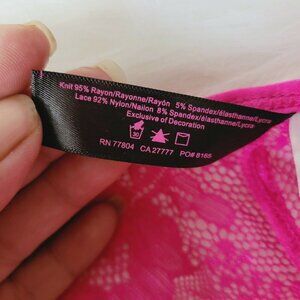 Knit 95% Rayon/Rayonne/Rayón 5% Spandex/élasthanne/Lycra
Lace 92% Nylon/Nailon 8% Spandex/élasthanne/Lycra
Exclusive of Decoration
30
RN 77804 CA 27777 PO# 8165